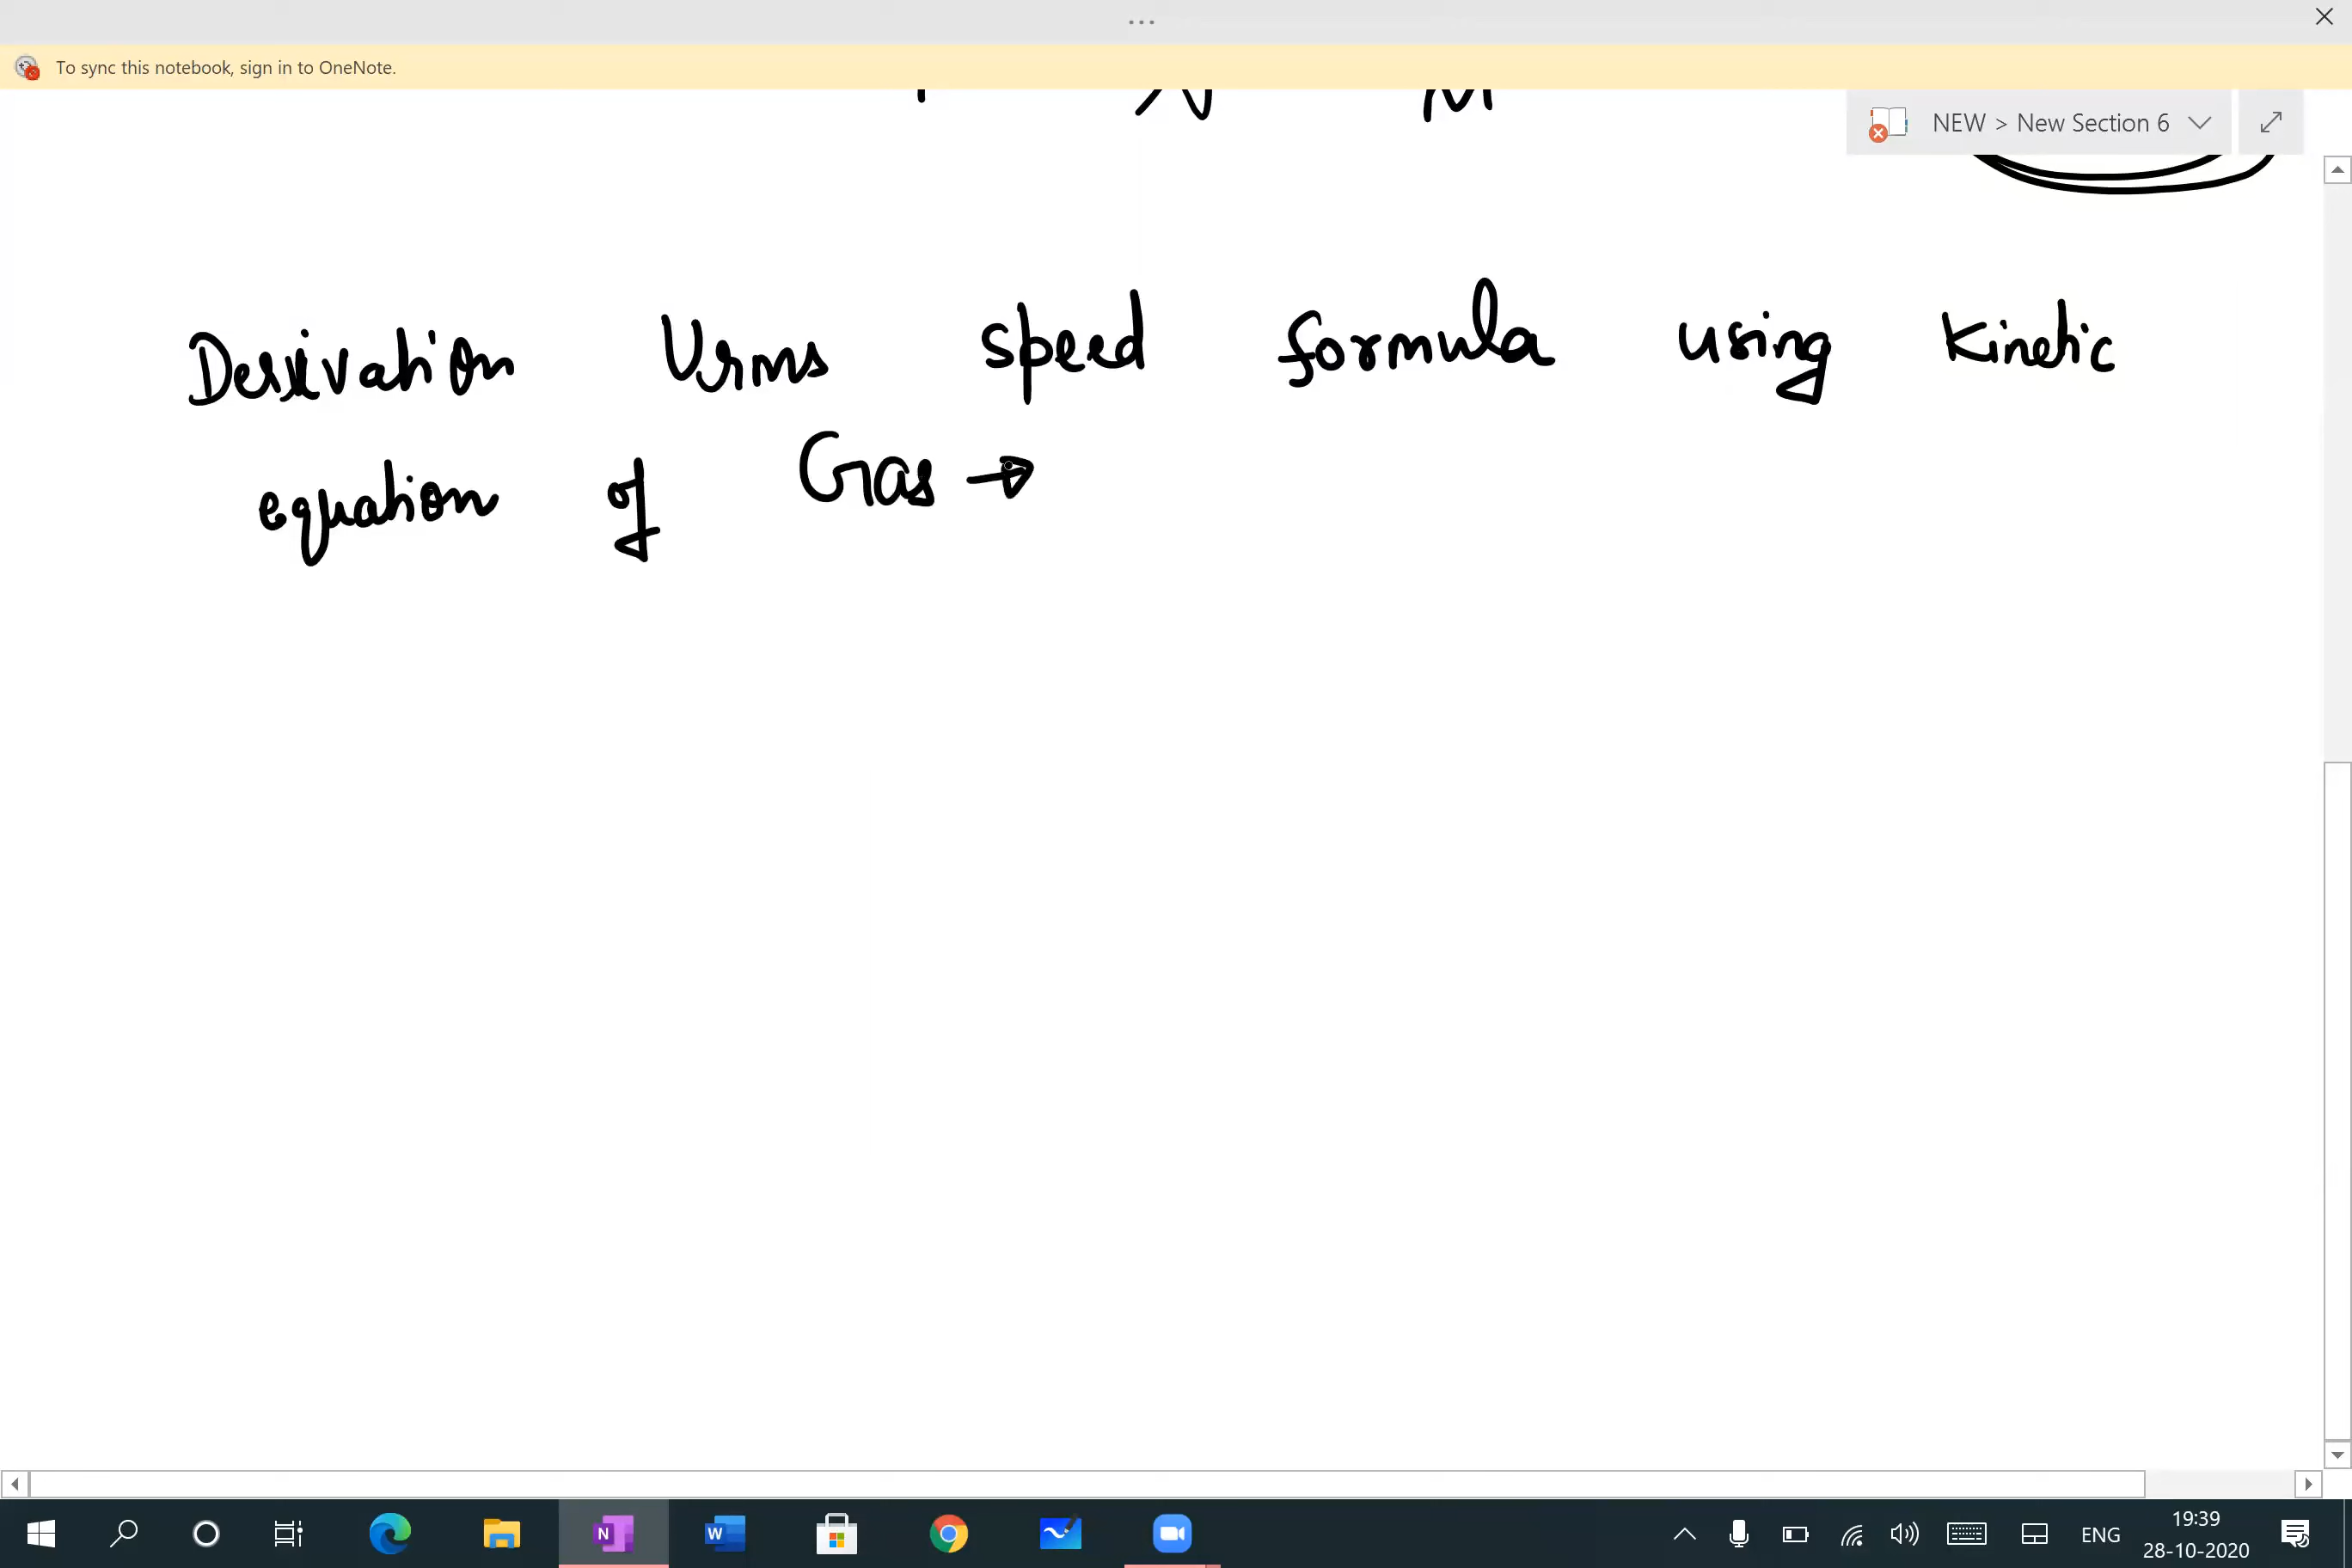 To sync this notebook, sign in to OneNote.
NEW > New Section 6
Derivation Urms speed formula using Kinetic
equation of Gas →
ENG
19:39
28-10-2020